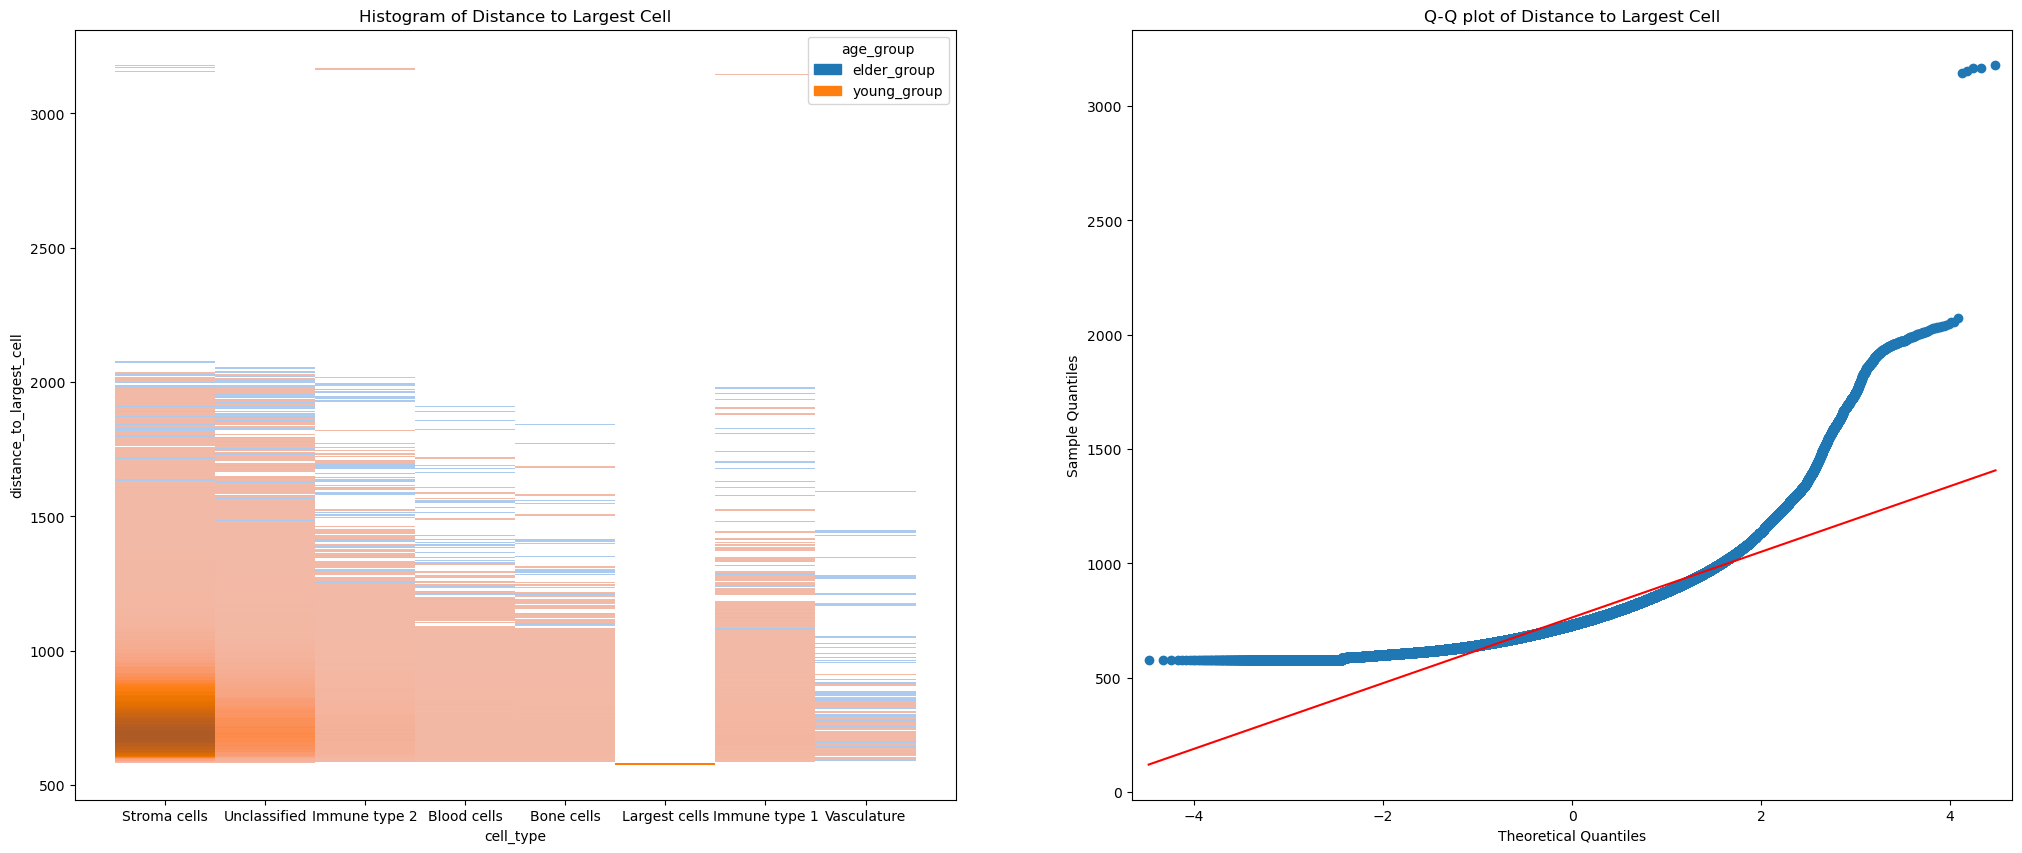 Histogram of Distance to Largest Cell
age_group
elder_group
young_group
3000
2500
2000
1500
1000
500
distance_to_largest_cell
Stroma cells Unclassified Immune type 2 Blood cells Bone cells Largest cells Immune type 1 Vasculature
cell_type
Q-Q plot of Distance to Largest Cell
3000
2500
2000
1500
1000
500
0
Sample Quantiles
−4 −2 0 2 4
Theoretical Quantiles